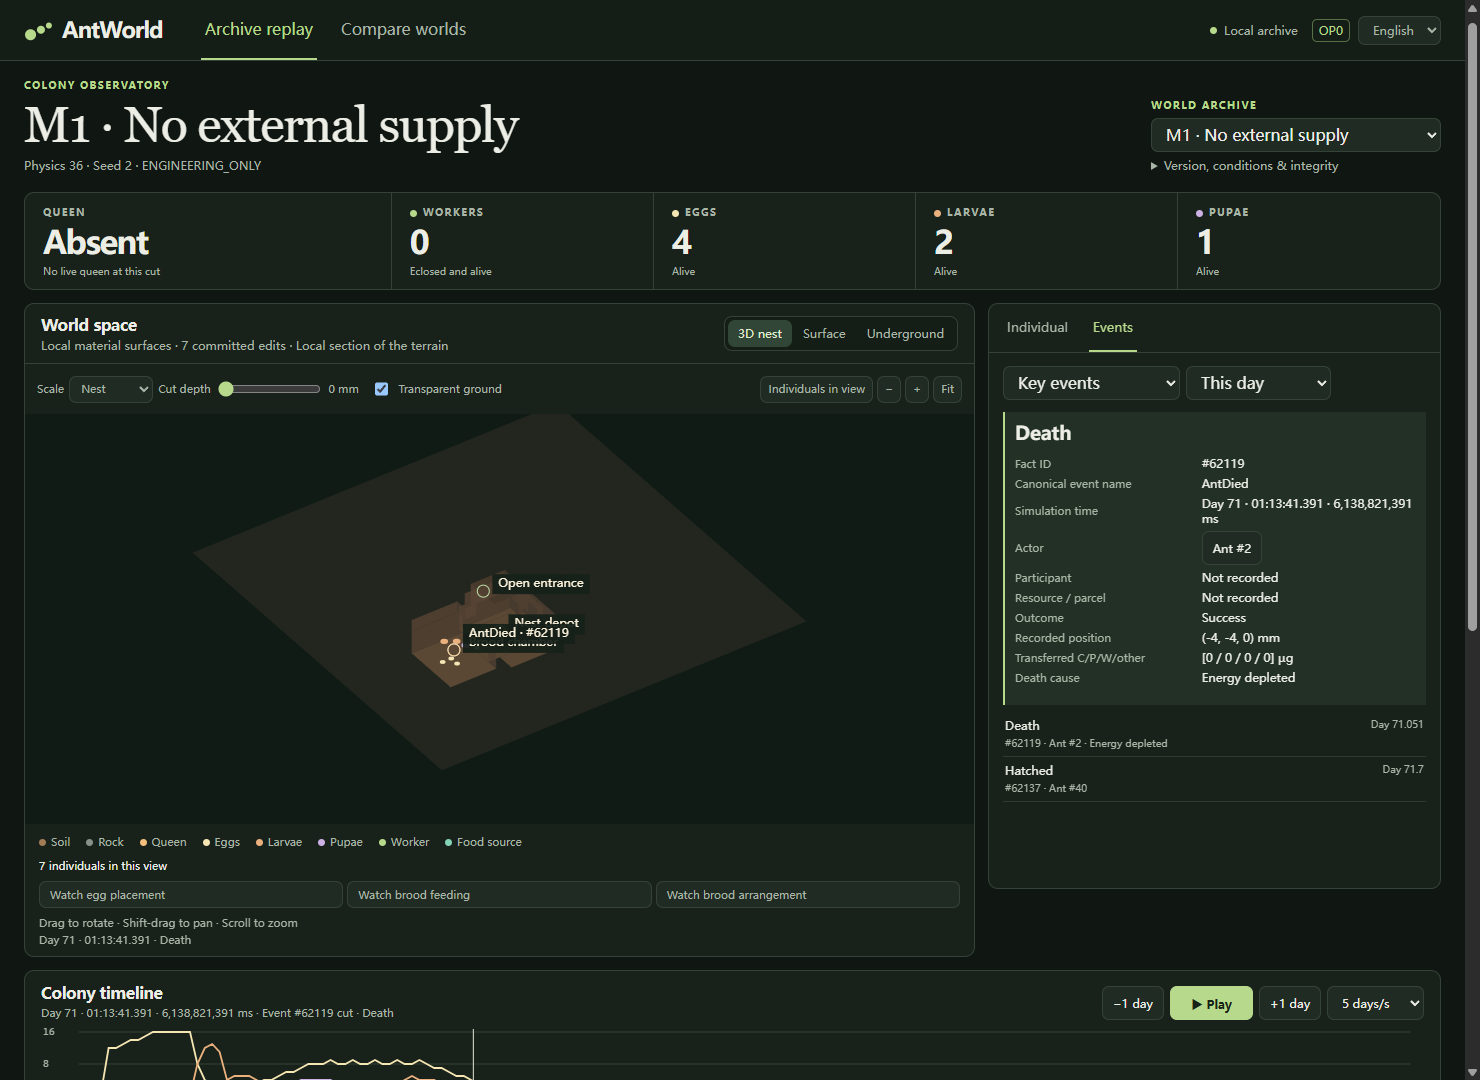 AntWorld
Archive replay
Compare worlds
Local archive
OP0
English
COLONY OBSERVATORY
M1 · No external supply
Physics 36 · Seed 2 · ENGINEERING_ONLY
WORLD ARCHIVE
M1 · No external supply
Version, conditions & integrity
QUEEN
Absent
No live queen at this cut
WORKERS
0
Eclosed and alive
EGGS
4
Alive
LARVAE
2
Alive
PUPAE
1
Alive
World space
Local material surfaces · 7 committed edits · Local section of the terrain
3D nest
Surface
Underground
Scale
Nest
Cut depth
0 mm
Transparent ground
Individuals in view
−
+
Fit
Open entrance
Nest depot
AntDied · #62119
brood chamber
Soil
Rock
Queen
Eggs
Larvae
Pupae
Worker
Food source
7 individuals in this view
Watch egg placement
Watch brood feeding
Watch brood arrangement
Drag to rotate · Shift-drag to pan · Scroll to zoom
Day 71 · 01:13:41.391 · Death
Individual
Events
Key events
This day
Death
Fact ID
#62119
Canonical event name
AntDied
Simulation time
Day 71 · 01:13:41.391 · 6,138,821,391
ms
Actor
Ant #2
Participant
Not recorded
Resource / parcel
Not recorded
Outcome
Success
Recorded position
(-4, -4, 0) mm
Transferred C/P/W/other
[0 / 0 / 0 / 0] µg
Death cause
Energy depleted
Death
Day 71.051
#62119 · Ant #2 · Energy depleted
Hatched
Day 71.7
#62137 · Ant #40
Colony timeline
Day 71 · 01:13:41.391 · 6,138,821,391 ms · Event #62119 cut · Death
−1 day
Play
+1 day
5 days/s
16
8